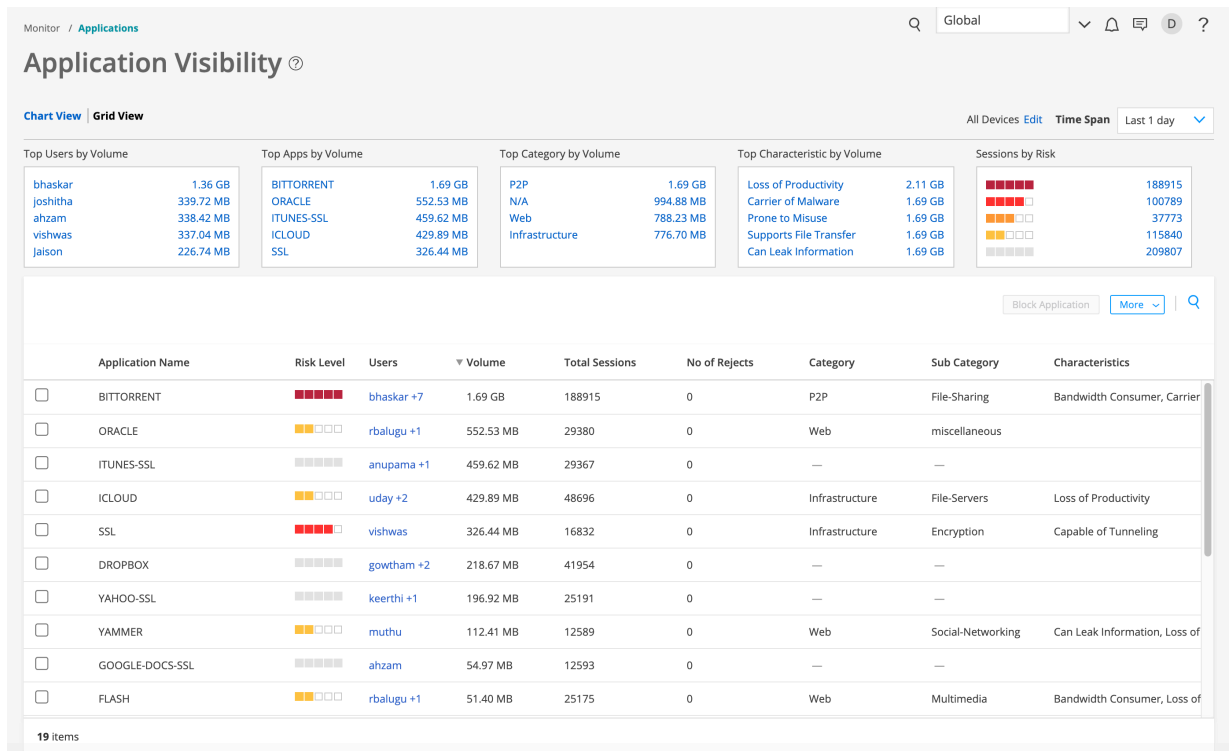 Monitor / Applications
Global
D
?
Application Visibility ?
Chart View Grid View
All Devices Edit Time Span Last 1 day
Top Users by Volume
bhaskar 1.36 GB
joshitha 339.72 MB
ahzam 338.42 MB
vishwas 337.04 MB
Jaison 226.74 MB
Top Apps by Volume
BITTORRENT 1.69 GB
ORACLE 552.53 MB
ITUNES-SSL 459.62 MB
ICLOUD 429.89 MB
SSL 326.44 MB
Top Category by Volume
P2P 1.69 GB
N/A 994.88 MB
Web 788.23 MB
Infrastructure 776.70 MB
Top Characteristic by Volume
Loss of Productivity 2.11 GB
Carrier of Malware 1.69 GB
Prone to Misuse 1.69 GB
Supports File Transfer 1.69 GB
Can Leak Information 1.69 GB
Sessions by Risk
188915
100789
37773
115840
209807
Block Application More
Application Name Risk Level Users Volume Total Sessions No of Rejects Category Sub Category Characteristics
BITTORRENT bhaskar +7 1.69 GB 188915 0 P2P File-Sharing Bandwidth Consumer, Carrier
ORACLE rbalugu +1 552.53 MB 29380 0 Web miscellaneous
ITUNES-SSL anupama +1 459.62 MB 29367 0 — —
ICLOUD uday +2 429.89 MB 48696 0 Infrastructure File-Servers Loss of Productivity
SSL vishwas 326.44 MB 16832 0 Infrastructure Encryption Capable of Tunneling
DROPBOX gowtham +2 218.67 MB 41954 0 — —
YAHOO-SSL keerthi +1 196.92 MB 25191 0 — —
YAMMER muthu 112.41 MB 12589 0 Web Social-Networking Can Leak Information, Loss of
GOOGLE-DOCS-SSL ahzam 54.97 MB 12593 0 — —
FLASH rbalugu +1 51.40 MB 25175 0 Web Multimedia Bandwidth Consumer, Loss of
19 items